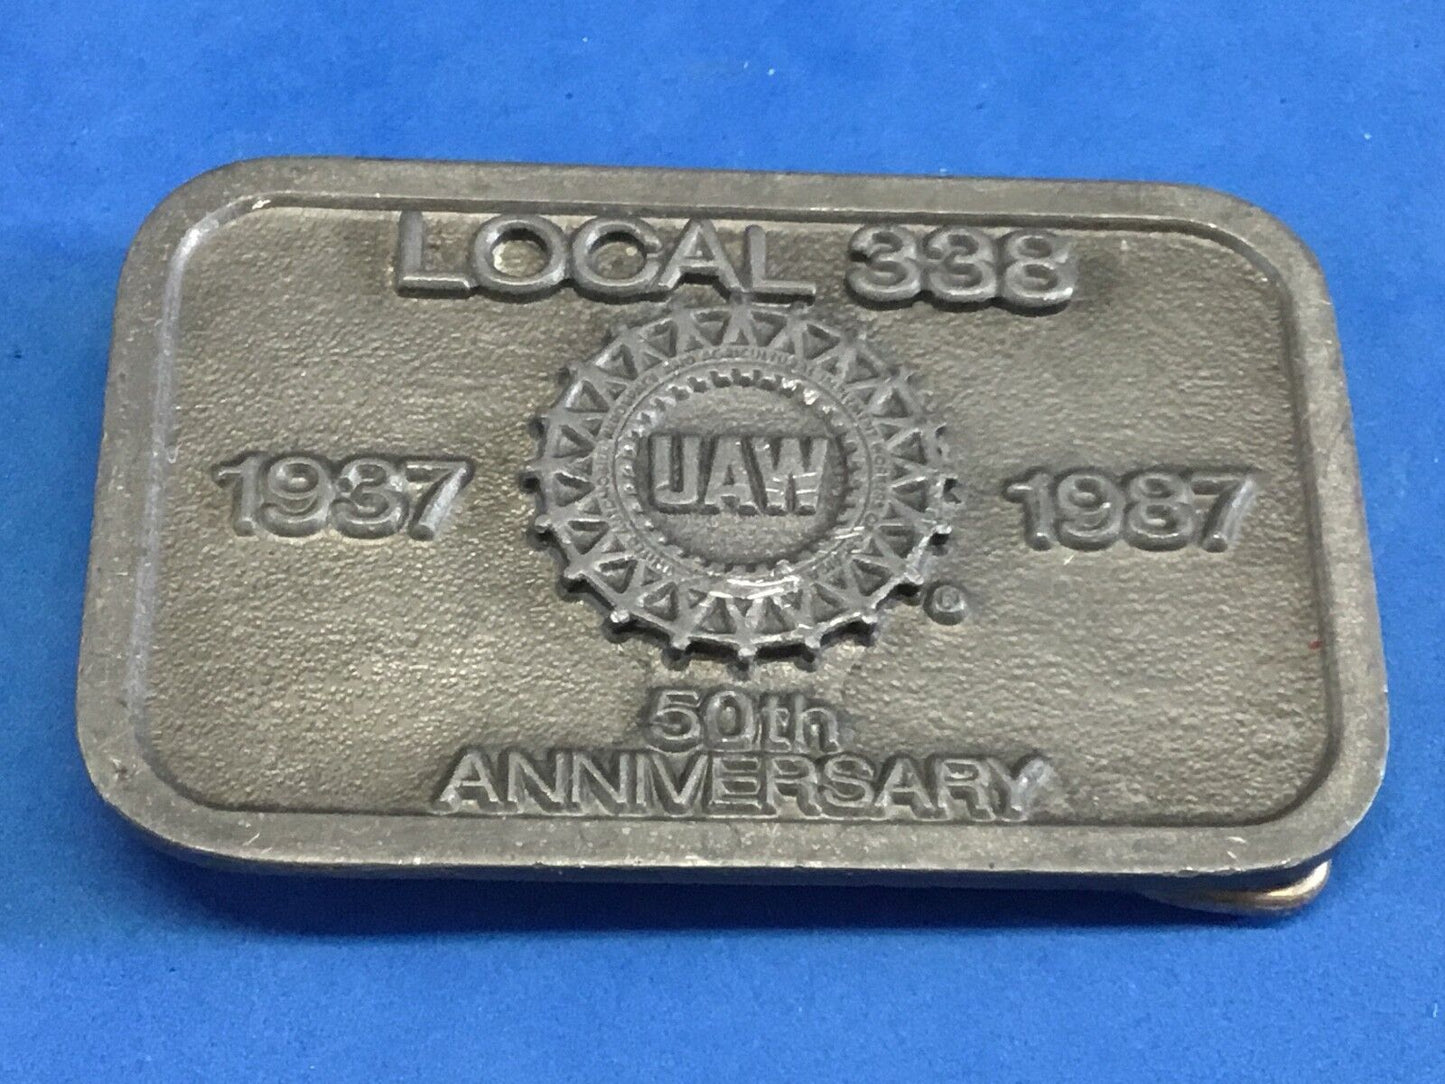 LOCAL 338
1937 UAW 1987
®
50th
ANNIVERSARY